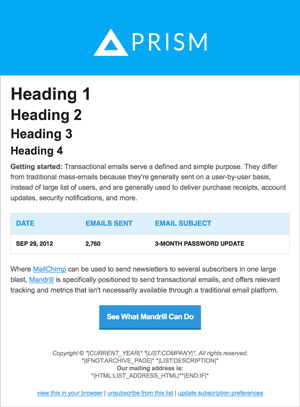 PRISM
Heading 1
Heading 2
Heading 3
Heading 4
Getting started: Transactional emails serve a defined and simple purpose. They differ
from traditional mass-emails because they're generally sent on a user-by-user basis,
instead of large list of users, and are generally used to deliver purchase receipts, account
updates, security notifications, and more.
DATE EMAILS SENT EMAIL SUBJECT
SEP 29, 2012 2,760 3-MONTH PASSWORD UPDATE
Where MailChimp can be used to send newsletters to several subscribers in one large
blast, Mandrill is specifically positioned to send transactional emails, and offers relevant
tracking and metrics that isn't necessarily available through a traditional email platform.
See What Mandrill Can Do
Copyright © *|CURRENT_YEAR|* *|LIST:COMPANY|*, All rights reserved.
*|IFNOT:ARCHIVE_PAGE|* *|LIST:DESCRIPTION|*
Our mailing address is:
*|HTML:LIST_ADDRESS_HTML|**|END:IF|*
view this in your browser | unsubscribe from this list | update subscription preferences